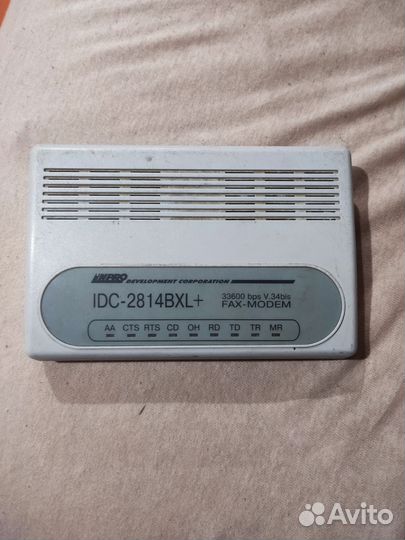 INPRO DEVELOPMENT CORPORATION
IDC-2814BXL+
33600 bps V.34bis
FAX-MODEM
AA CTS RTS CD OH RD TD TR MR
Avito